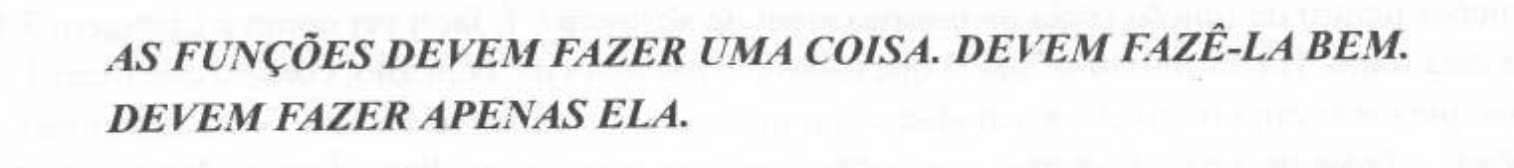 AS FUNÇÕES DEVEM FAZER UMA COISA. DEVEM FAZÊ-LA BEM.
DEVEM FAZER APENAS ELA.